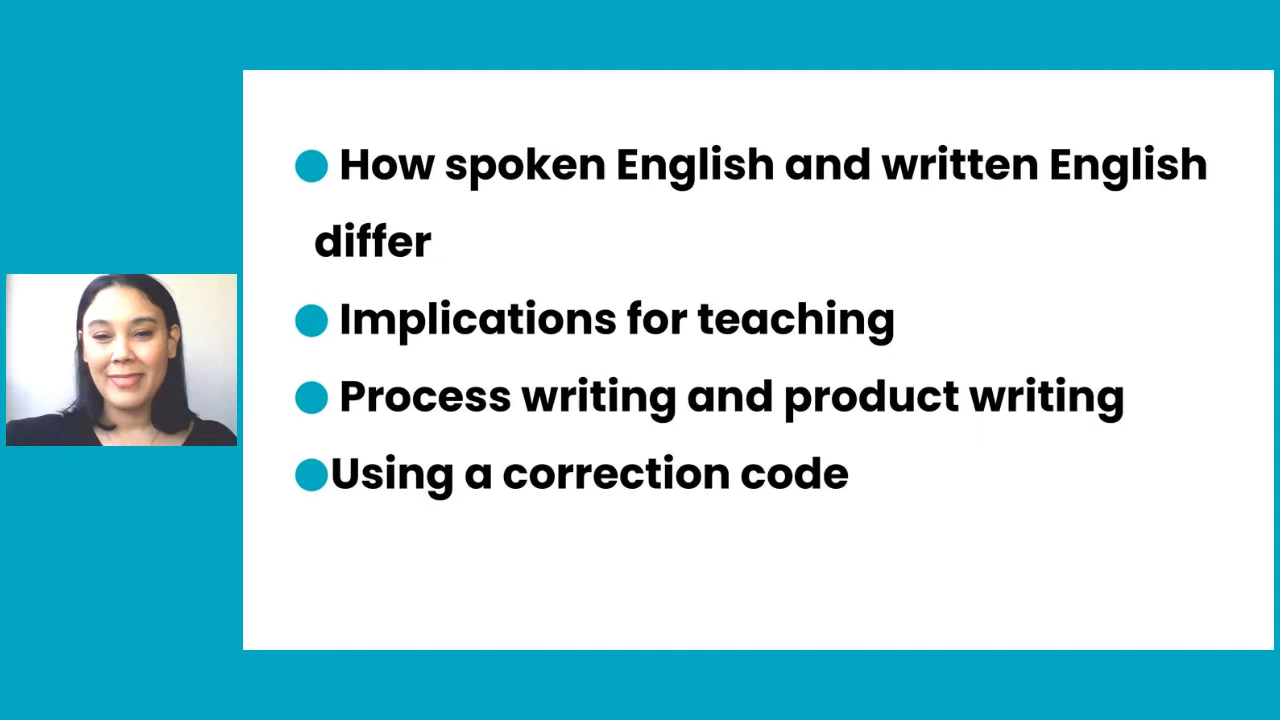 How spoken English and written English
differ
Implications for teaching
Process writing and product writing
Using a correction code